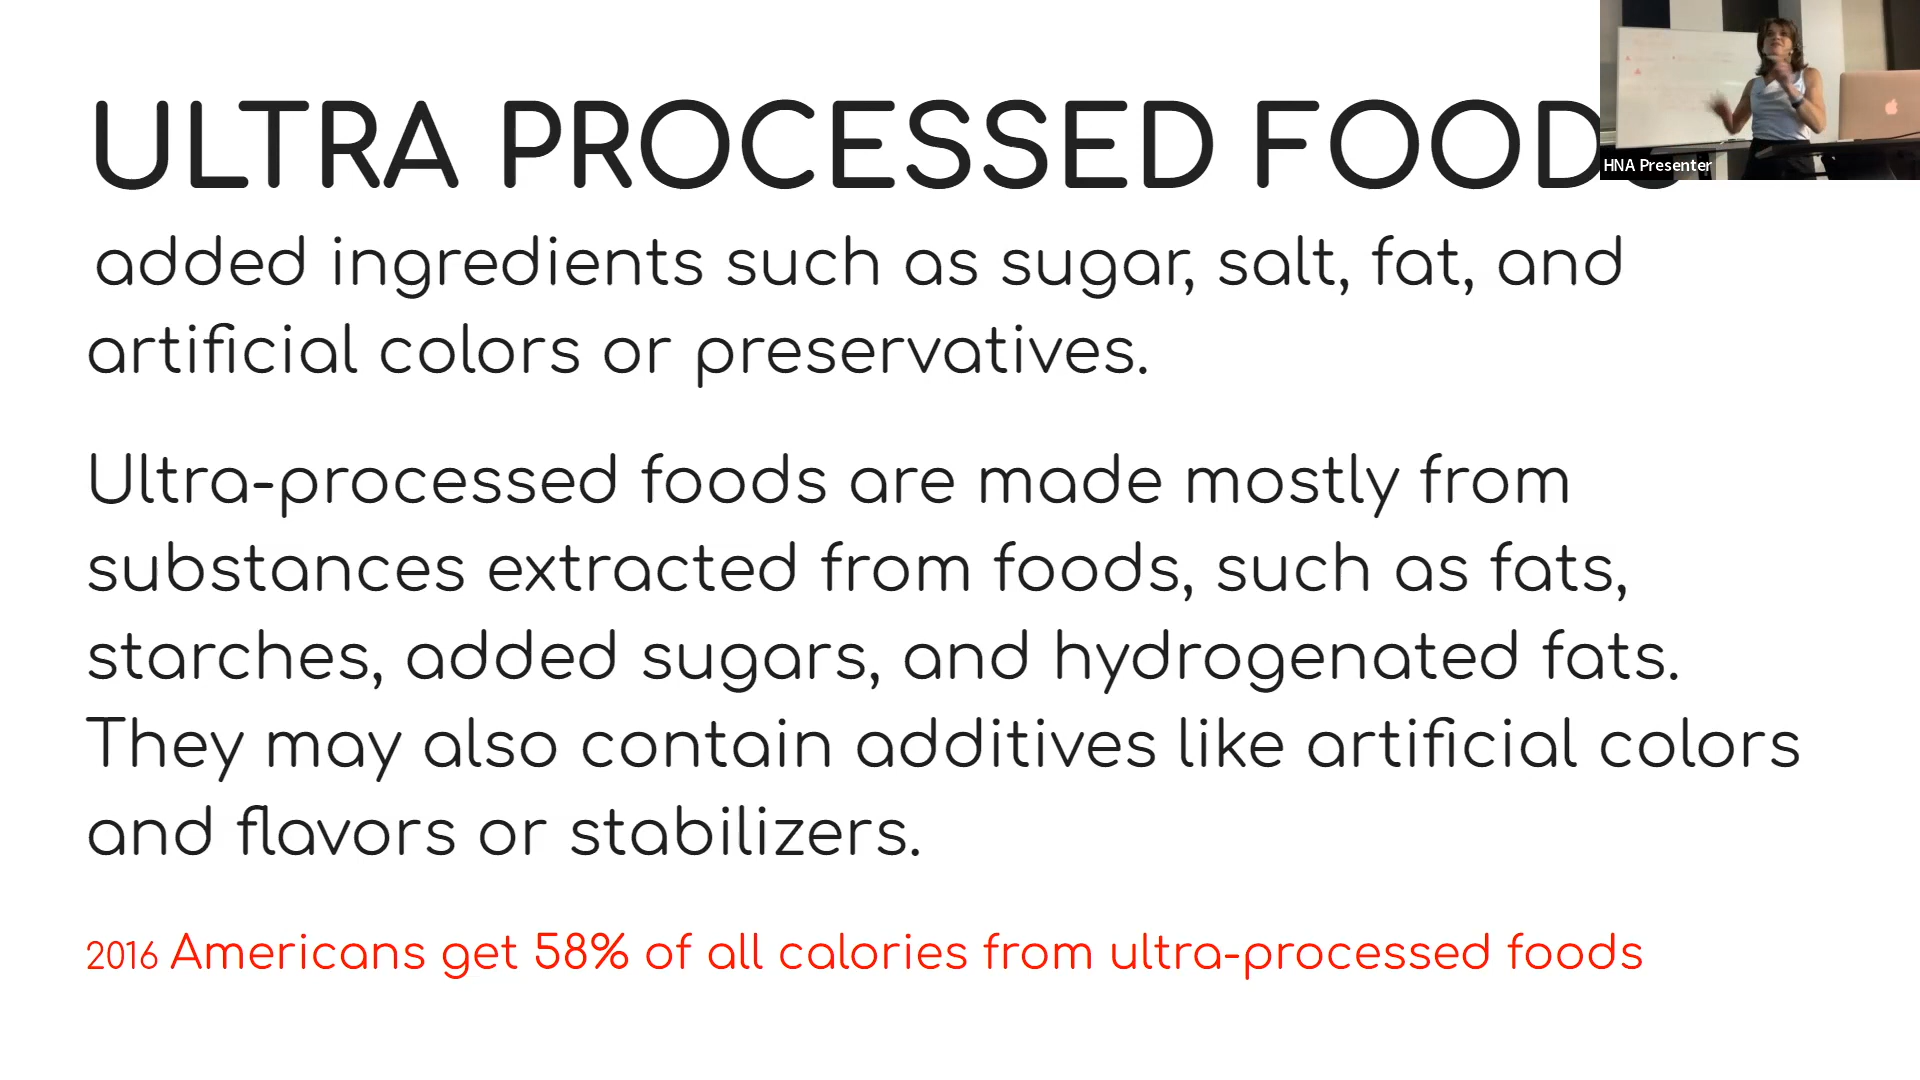 ULTRA PROCESSED FOODS
HNA Presenter
added ingredients such as sugar, salt, fat, and
artificial colors or preservatives.
Ultra-processed foods are made mostly from
substances extracted from foods, such as fats,
starches, added sugars, and hydrogenated fats.
They may also contain additives like artificial colors
and flavors or stabilizers.
2016 Americans get 58% of all calories from ultra-processed foods